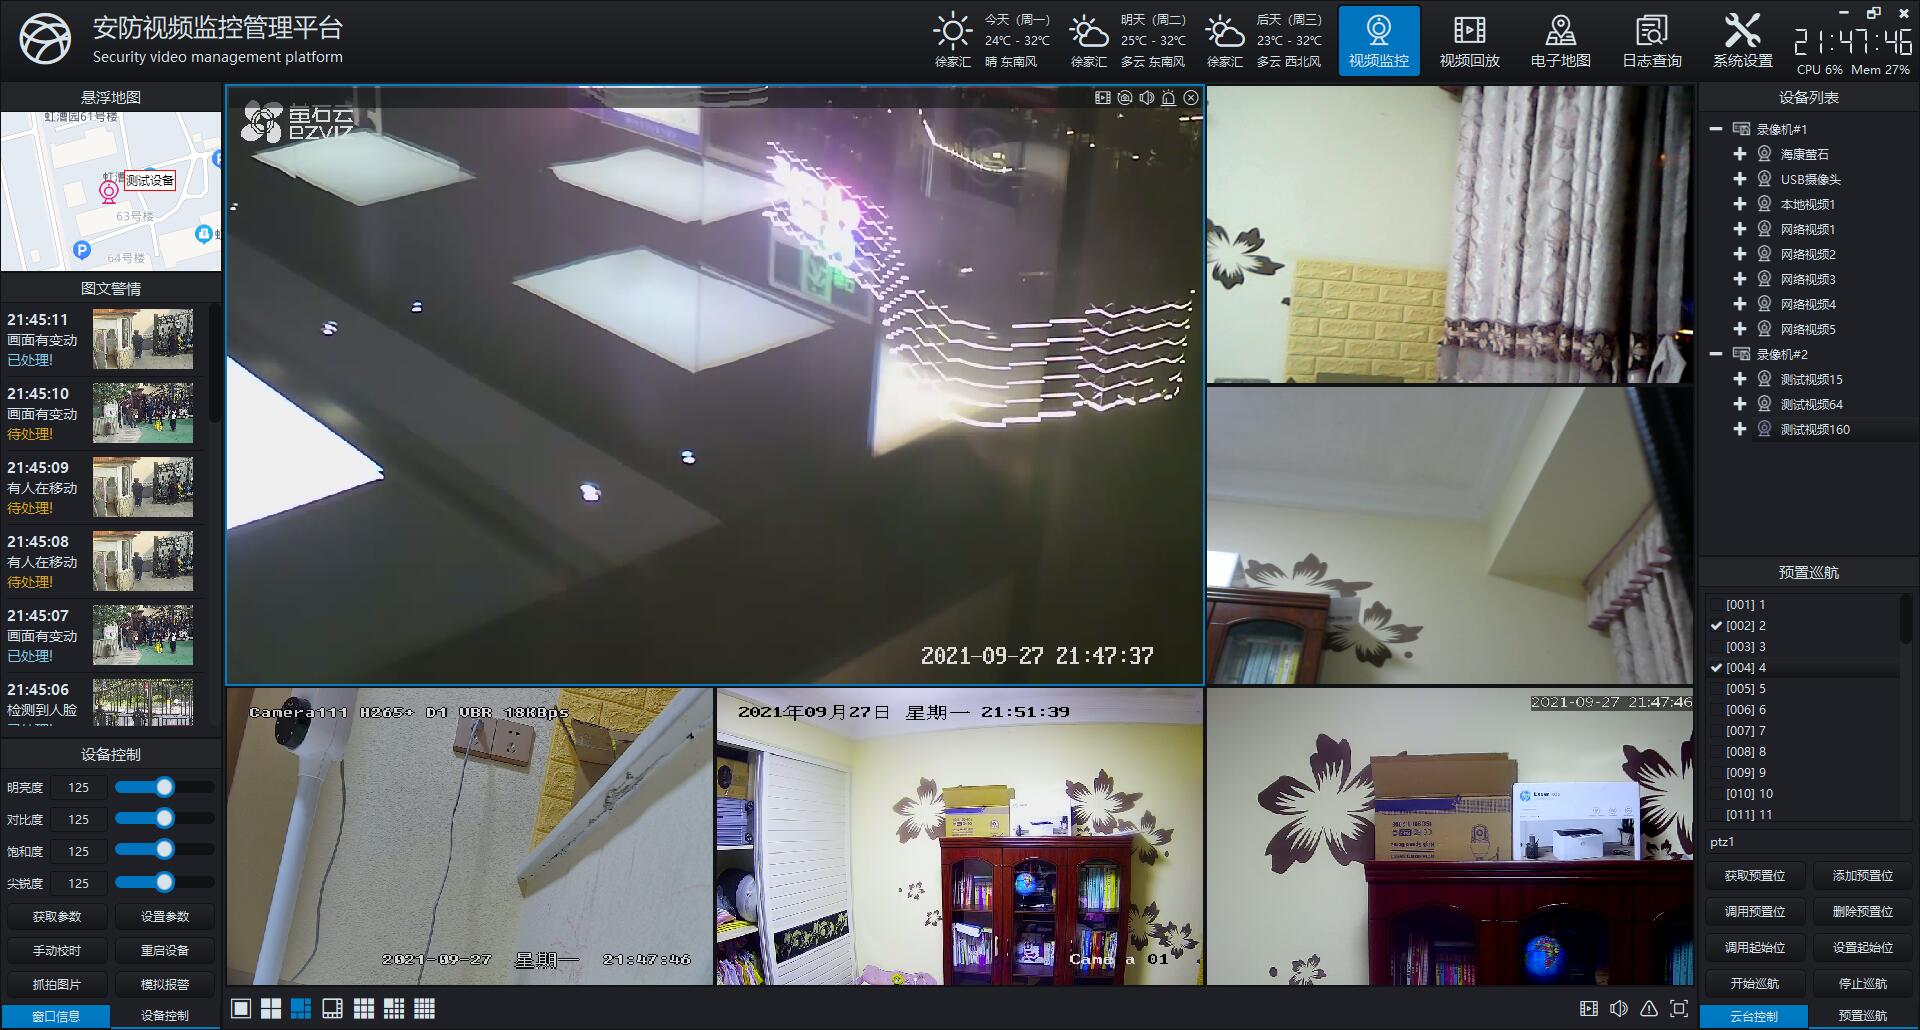 安防视频监控管理平台
Security video management platform
今天（周一）
24℃ - 32℃
徐家汇 晴 东南风
明天（周二）
25℃ - 32℃
徐家汇 多云 东南风
后天（周三）
23℃ - 32℃
徐家汇 多云 西北风
视频监控
视频回放
电子地图
日志查询
系统设置
21:47:46
CPU 6% Mem 27%
悬浮地图
虹漕园61号楼
虹漕
测试设备
63号楼
64号楼
P
图文警情
21:45:11
画面有变动
已处理!
21:45:10
画面有变动
待处理!
21:45:09
有人在移动
待处理!
21:45:08
有人在移动
待处理!
21:45:07
画面有变动
已处理!
21:45:06
检测到人脸
设备控制
明亮度 125
对比度 125
饱和度 125
尖锐度 125
获取参数 设置参数
手动校时 重启设备
抓拍图片 模拟报警
窗口信息 设备控制
萤石云
ezviz
2021-09-27 21:47:37
Camera111 H265+ D1 VBR 18KBps
2021-09-27 星期一 21:47:46
2021年09月27日 星期一 21:51:39
Camera 01
2021-09-27 21:47:46
hp
设备列表
录像机#1
海康萤石
USB摄像头
本地视频1
网络视频1
网络视频2
网络视频3
网络视频4
网络视频5
录像机#2
测试视频15
测试视频64
测试视频160
预置巡航
[001] 1
[002] 2
[003] 3
[004] 4
[005] 5
[006] 6
[007] 7
[008] 8
[009] 9
[010] 10
[011] 11
ptz1
获取预置位 添加预置位
调用预置位 删除预置位
调用起始位 设置起始位
开始巡航 停止巡航
云台控制 预置巡航